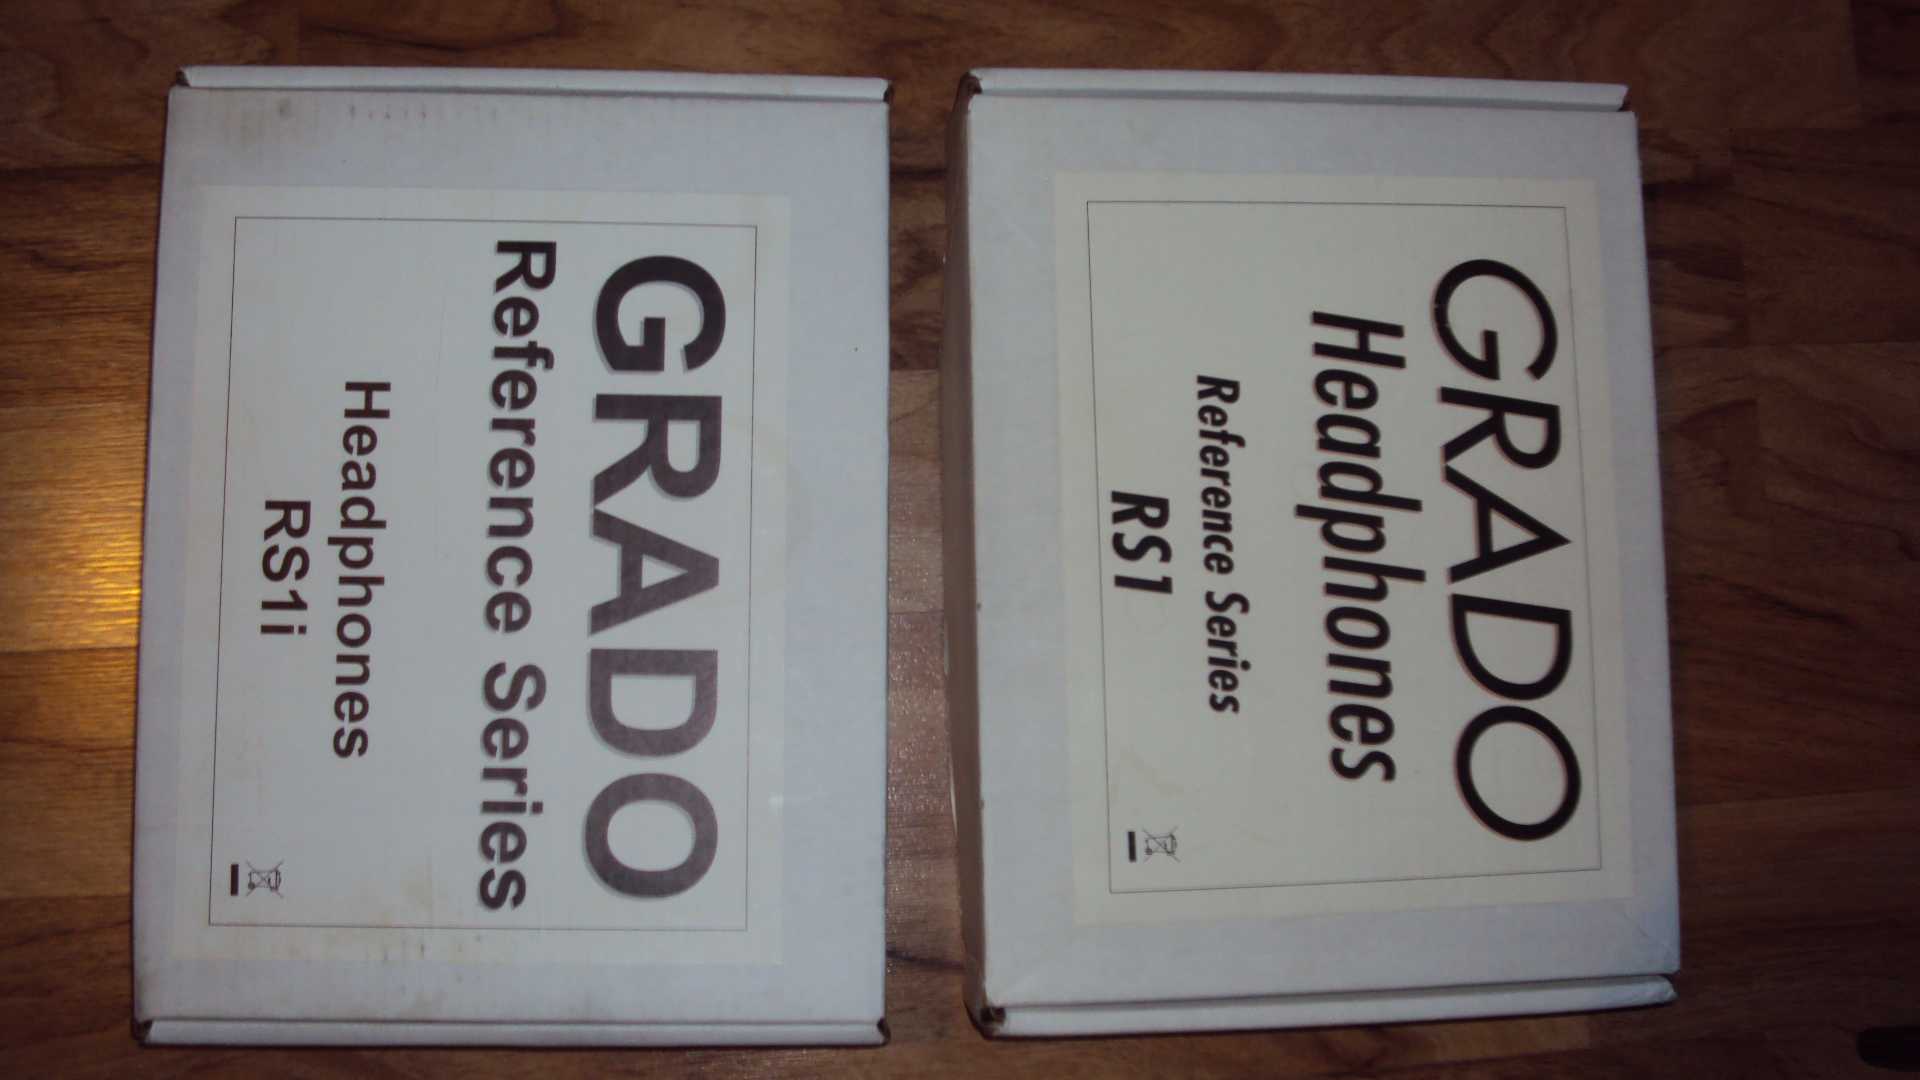 GRADO
Reference Series
Headphones
RS1i
GRADO
Headphones
Reference Series
RS1